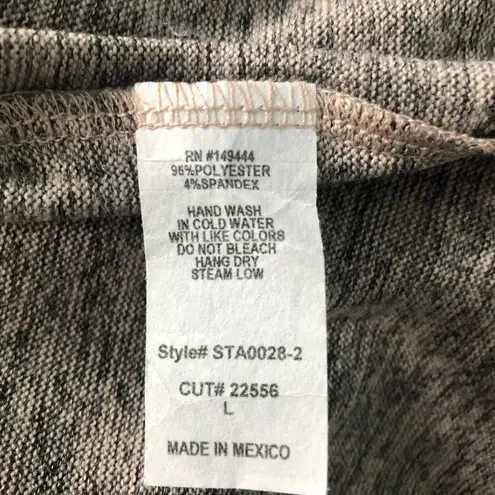 RN #149444
96%POLYESTER
4%SPANDEX
HAND WASH
IN COLD WATER
WITH LIKE COLORS
DO NOT BLEACH
HANG DRY
STEAM LOW
Style# STA0028-2
CUT# 22556
L
MADE IN MEXICO